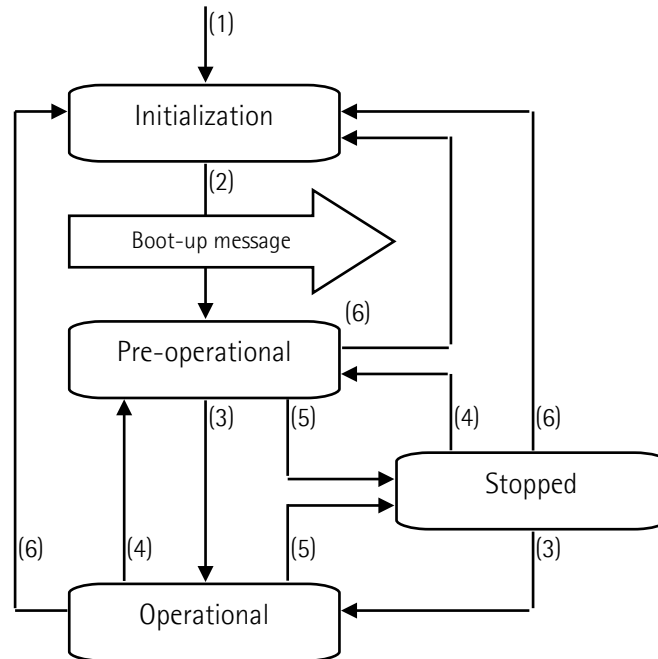 (1)
Initialization
(2)
Boot-up message
(6)
Pre-operational
(3)
(5)
(4)
(6)
Stopped
(6)
(4)
(5)
(3)
Operational